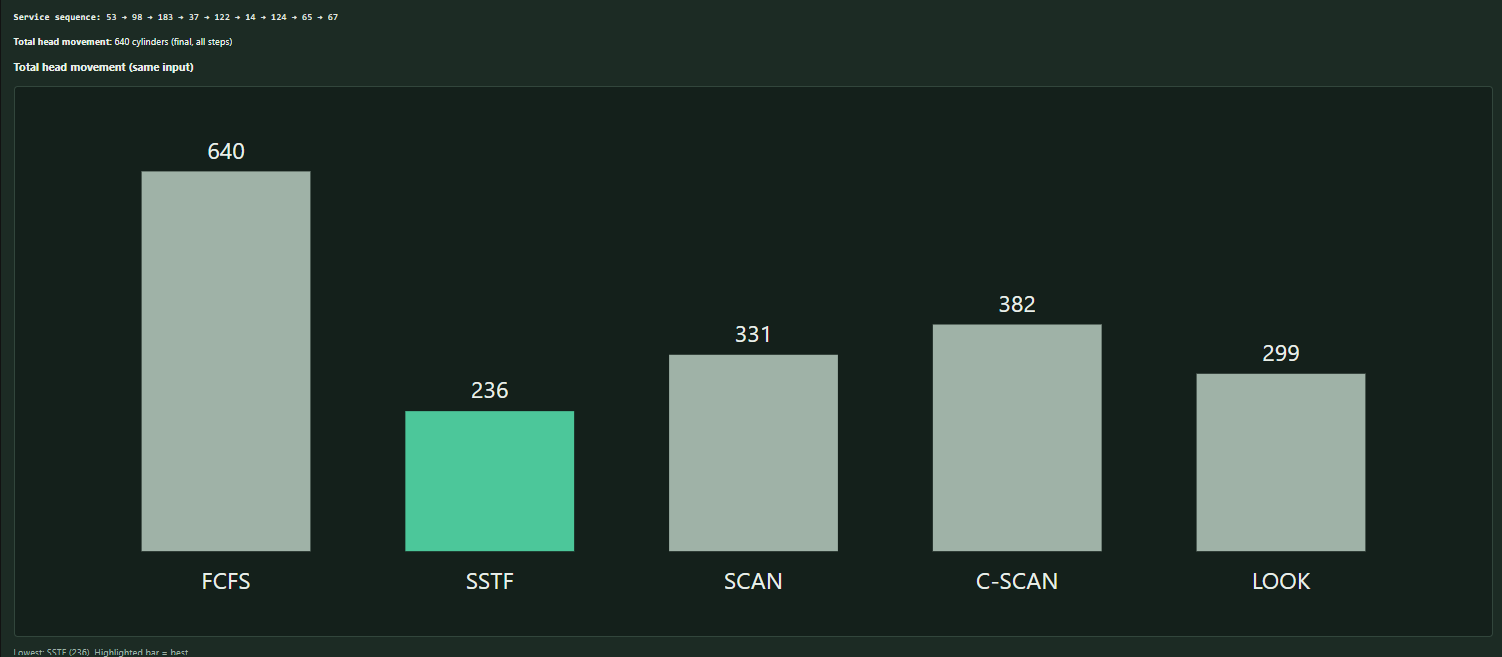 Service sequence: 53 → 98 → 183 → 37 → 122 → 14 → 124 → 65 → 67
Total head movement: 640 cylinders (final, all steps)
Total head movement (same input)
640
236
331
382
299
FCFS
SSTF
SCAN
C-SCAN
LOOK
Lowest: SSTF (236). Highlighted bar = best